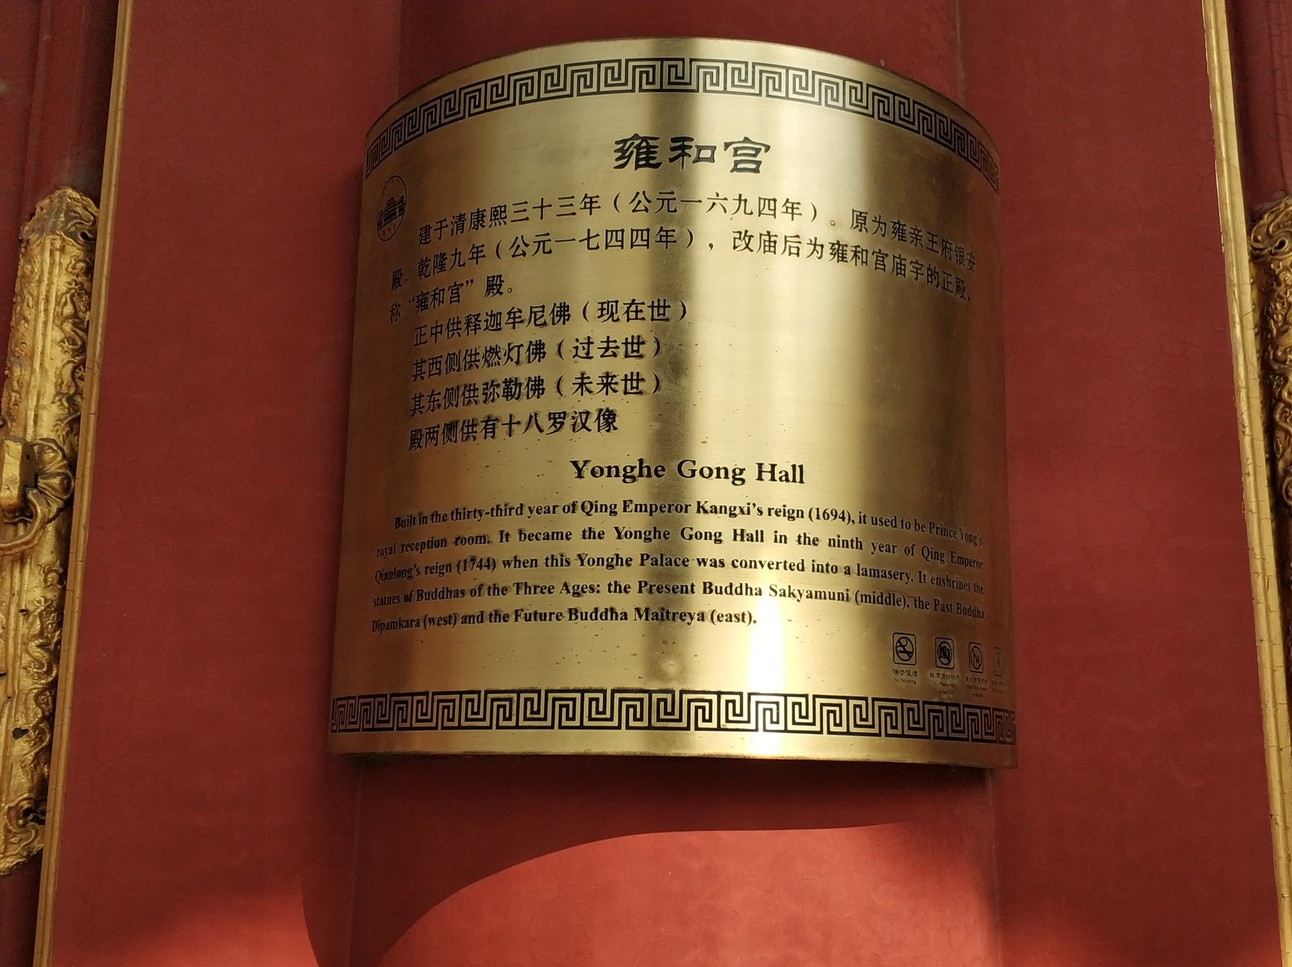 雍和宫
建于清康熙三十三年（公元一六九四年）。原为雍亲王府银安
殿。乾隆九年（公元一七四四年），改庙后为雍和宫庙宇的正殿、
称“雍和宫”殿。
正中供释迦牟尼佛（现在世）
其西侧供燃灯佛（过去世）
其东侧供弥勒佛（未来世）
殿两侧供有十八罗汉像
Yonghe Gong Hall
Built in the thirty-third year of Qing Emperor Kangxi's reign (1694), it used to be Prince Yong's
royal reception room. It became the Yonghe Gong Hall in the ninth year of Qing Emperor
Qianlong's reign (1744) when this Yonghe Palace was converted into a lamasery. It enshrines the
statues of Buddhas of the Three Ages: the Present Buddha Sakyamuni (middle), the Past Buddha
Dipamkara (west) and the Future Buddha Maitreya (east).